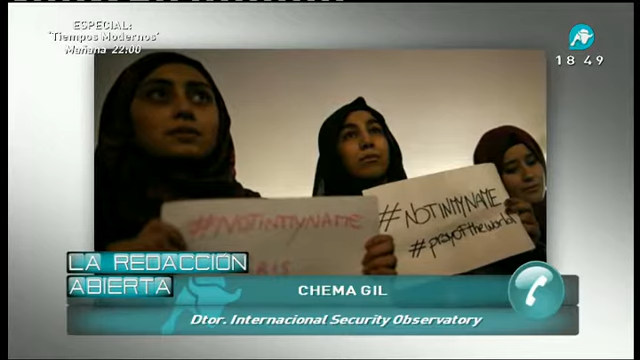 ESPECIAL:
'Tiempos Modernos'
Mañana 22:00
18 49
#NOTINMYNAME
#NOTINMYNAME
#prayoftheworld
LA REDACCIÓN
ABIERTA
CHEMA GIL
Dtor. Internacional Security Observatory